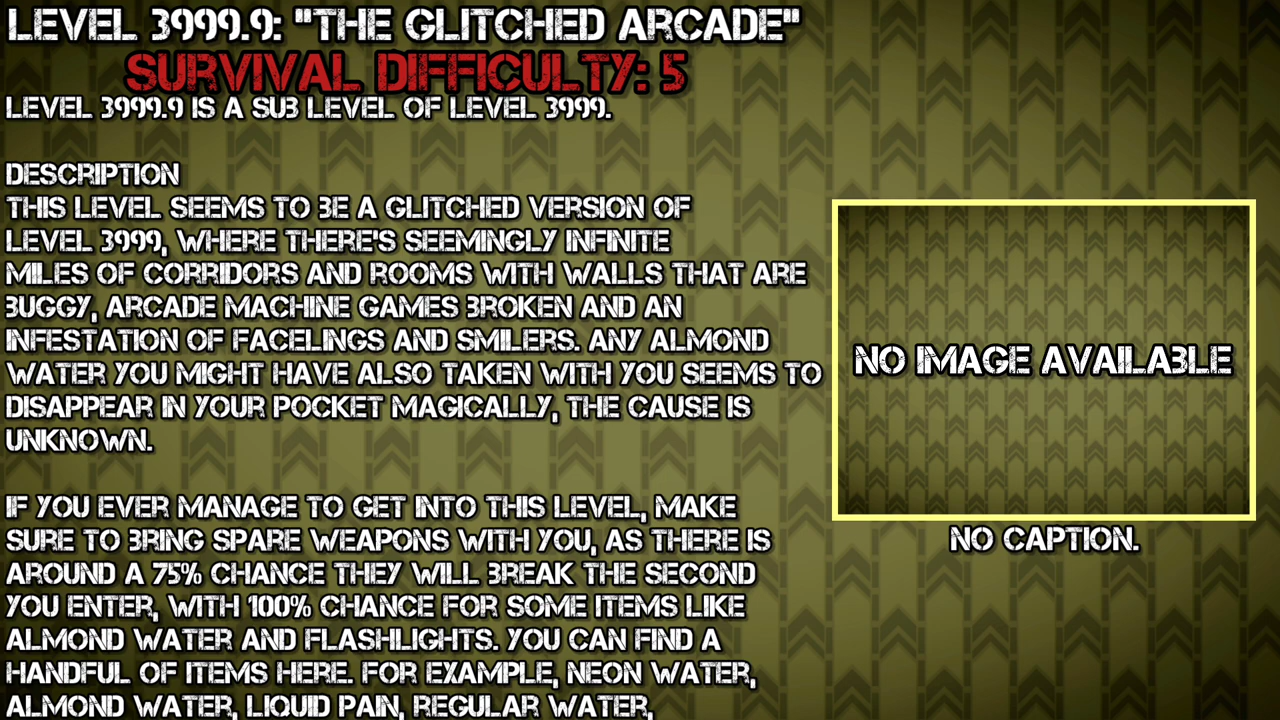 LEVEL 3999.9: "THE GLITCHED ARCADE"
SURVIVAL DIFFICULTY: 5
LEVEL 3999.9 IS A SUB LEVEL OF LEVEL 3999.
DESCRIPTION
THIS LEVEL SEEMS TO BE A GLITCHED VERSION OF
LEVEL 3999, WHERE THERE'S SEEMINGLY INFINITE
MILES OF CORRIDORS AND ROOMS WITH WALLS THAT ARE
BUGGY, ARCADE MACHINE GAMES BROKEN AND AN
INFESTATION OF FACELINGS AND SMILERS. ANY ALMOND
WATER YOU MIGHT HAVE ALSO TAKEN WITH YOU SEEMS TO
DISAPPEAR IN YOUR POCKET MAGICALLY, THE CAUSE IS
UNKNOWN.
IF YOU EVER MANAGE TO GET INTO THIS LEVEL, MAKE
SURE TO BRING SPARE WEAPONS WITH YOU, AS THERE IS
AROUND A 75% CHANCE THEY WILL BREAK THE SECOND
YOU ENTER, WITH 100% CHANCE FOR SOME ITEMS LIKE
ALMOND WATER AND FLASHLIGHTS. YOU CAN FIND A
HANDFUL OF ITEMS HERE. FOR EXAMPLE, NEON WATER,
ALMOND WATER, LIQUID PAIN, REGULAR WATER,
NO IMAGE AVAILABLE
NO CAPTION.